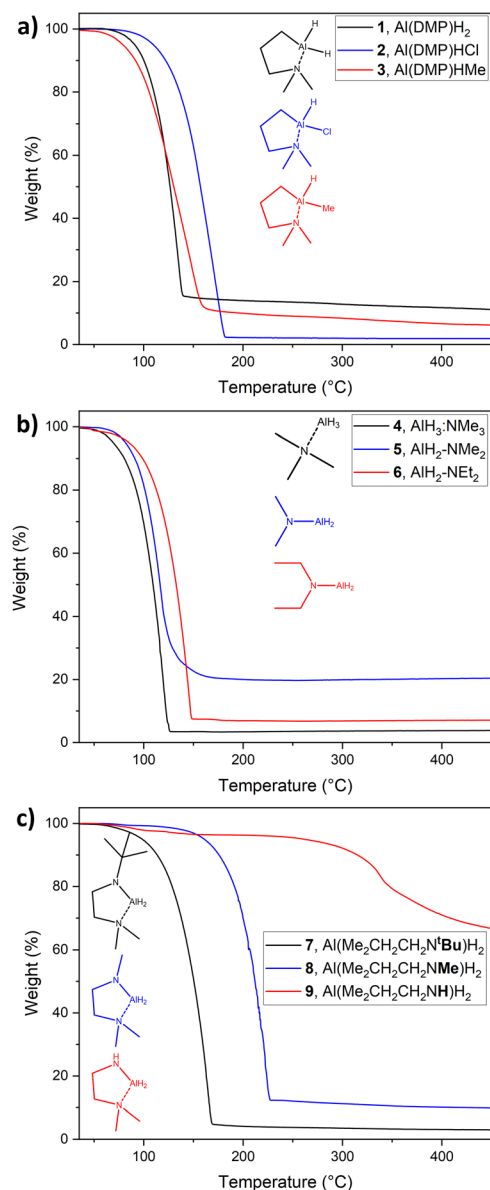 a)
1, Al(DMP)H₂
2, Al(DMP)HCl
3, Al(DMP)HMe
H
Al
H
N
H
Al
Cl
N
H
Al
Me
N
Weight (%)
100
80
60
40
20
0
100 200 300 400
Temperature (°C)
b)
4, AlH₃:NMe₃
5, AlH₂-NMe₂
6, AlH₂-NEt₂
AlH₃
N
N
AlH₂
N
AlH₂
Weight (%)
100
80
60
40
20
0
100 200 300 400
Temperature (°C)
c)
N
AlH₂
N
7, Al(Me₂CH₂CH₂NᵗBu)H₂
8, Al(Me₂CH₂CH₂NMe)H₂
9, Al(Me₂CH₂CH₂NH)H₂
N
AlH₂
N
H
N
AlH₂
N
Weight (%)
100
80
60
40
20
0
100 200 300 400
Temperature (°C)